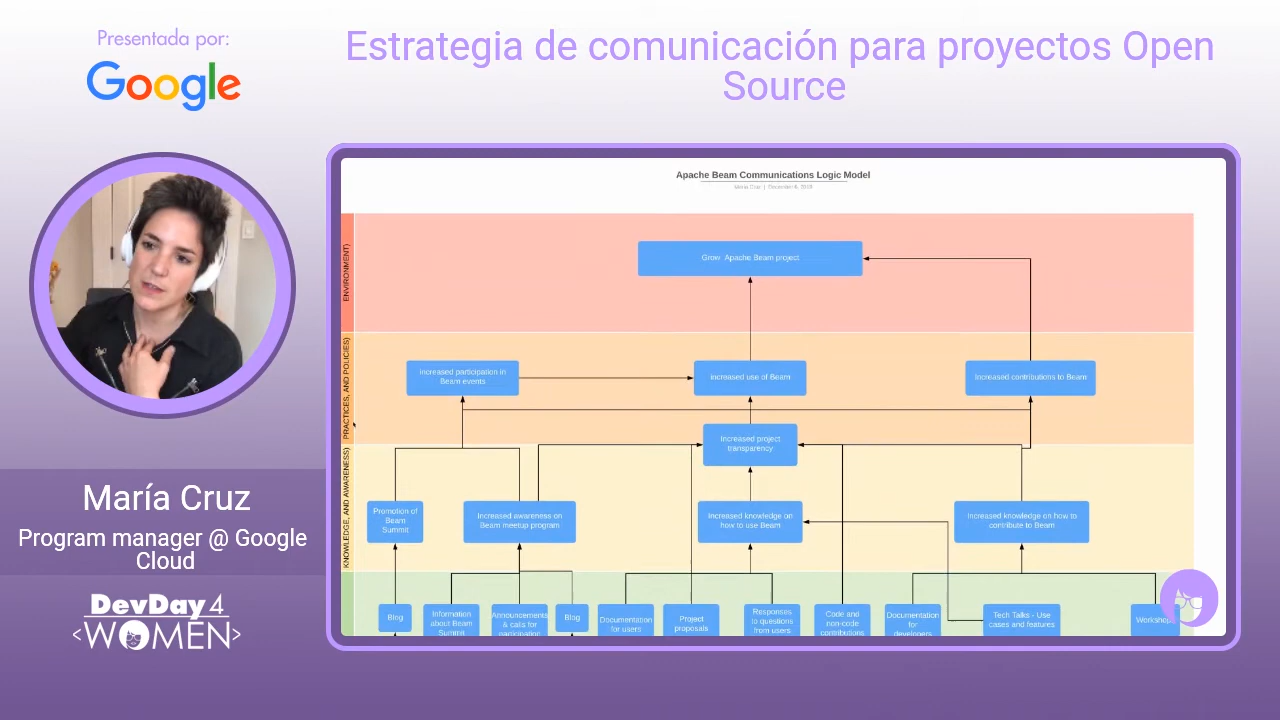 Presentada por:
Google
Estrategia de comunicación para proyectos Open
Source
Apache Beam Communications Logic Model
ENVIRONMENT)
Grow Apache Beam project
PRACTICES, AND POLICIES)
Increased participation in
Beam events
Increased use of Beam
Increased contributions to Beam
Increased project
transparency
KNOWLEDGE, AND AWARENESS)
Promotion of
Beam
Summit
Increased awareness on
Beam meetup program
Increased knowledge on
how to use Beam
Increased knowledge on how to
contribute to Beam
Blog
Information
about Beam
Summit
Announcements
& calls for
participation
Blog
Documentation
for users
Project
proposals
Responses
to questions
from users
Code and
non-code
contributions
Documentation
for
developers
Tech Talks - Use
cases and features
María Cruz
Program manager @ Google
Cloud
DevDay4
<WOMEN>